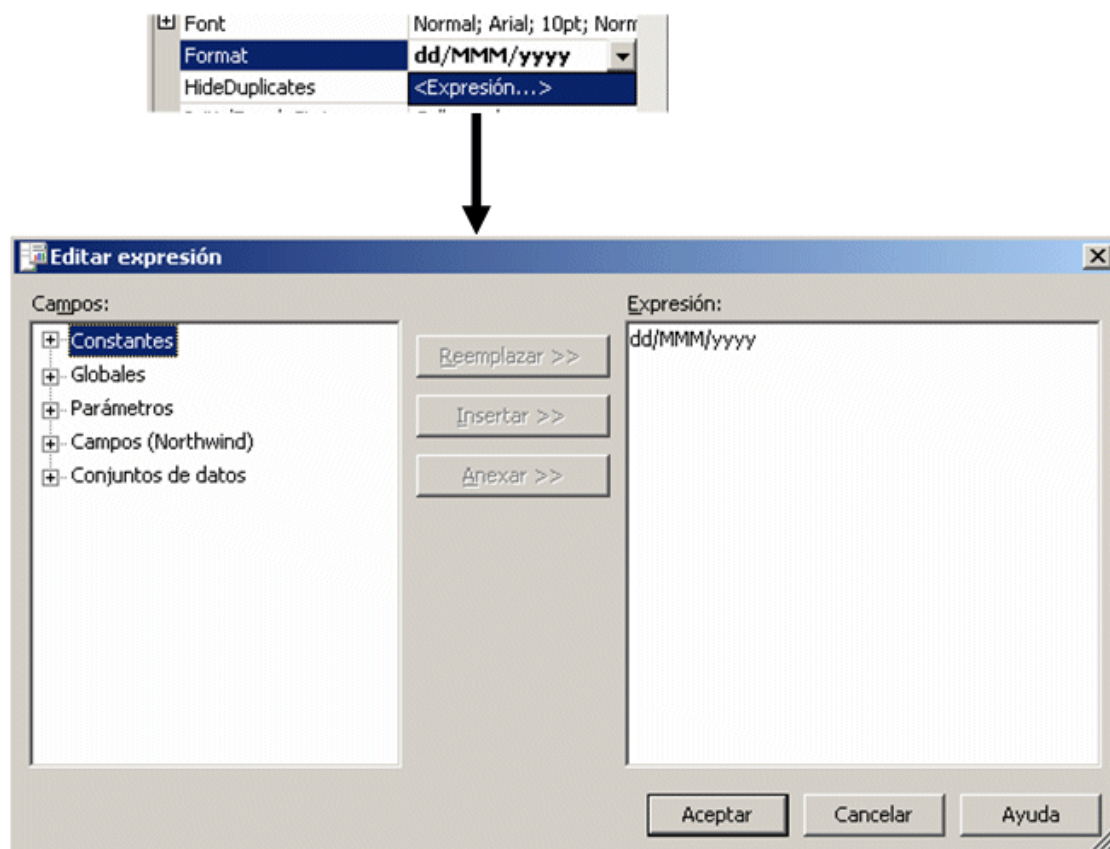 Font Normal; Arial; 10pt; Norm
Format dd/MMM/yyyy
HideDuplicates <Expresión...>
Editar expresión
Campos: Expresión:
Constantes
Globales
Parámetros
Campos (Northwind)
Conjuntos de datos
Reemplazar >>
Insertar >>
Anexar >>
dd/MMM/yyyy
Aceptar Cancelar Ayuda